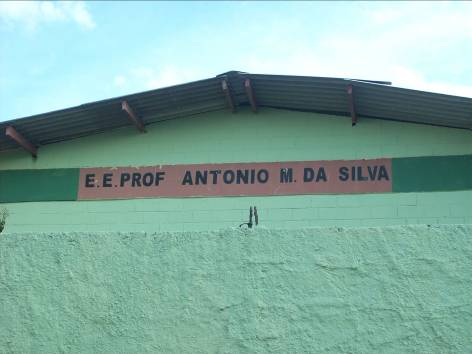 E.E.PROF ANTONIO M. DA SILVA